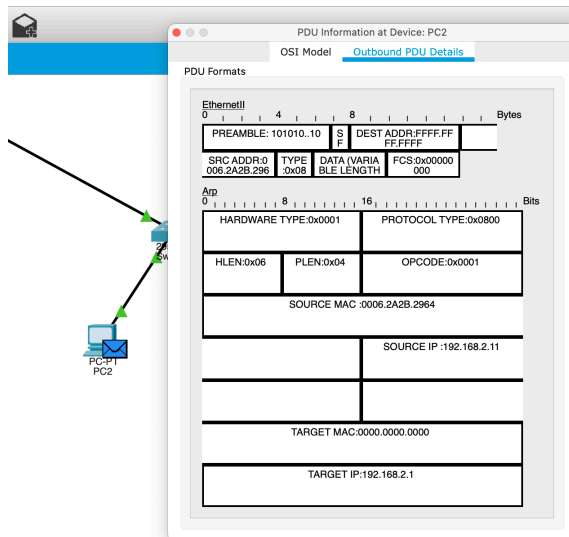 PDU Information at Device: PC2
OSI Model Outbound PDU Details
PDU Formats
EthernetII
0 4 8 Bytes
PREAMBLE: 101010..10
S
F
DEST ADDR:FFFF.FF
FF.FFFF
SRC ADDR:0
006.2A2B.296
TYPE
:0x08
DATA (VARIA
BLE LENGTH
FCS:0x00000
000
Arp
0 8 16 Bits
HARDWARE TYPE:0x0001 PROTOCOL TYPE:0x0800
HLEN:0x06 PLEN:0x04 OPCODE:0x0001
SOURCE MAC :0006.2A2B.2964
SOURCE IP :192.168.2.11
TARGET MAC:0000.0000.0000
TARGET IP:192.168.2.1
PC-PT
PC2